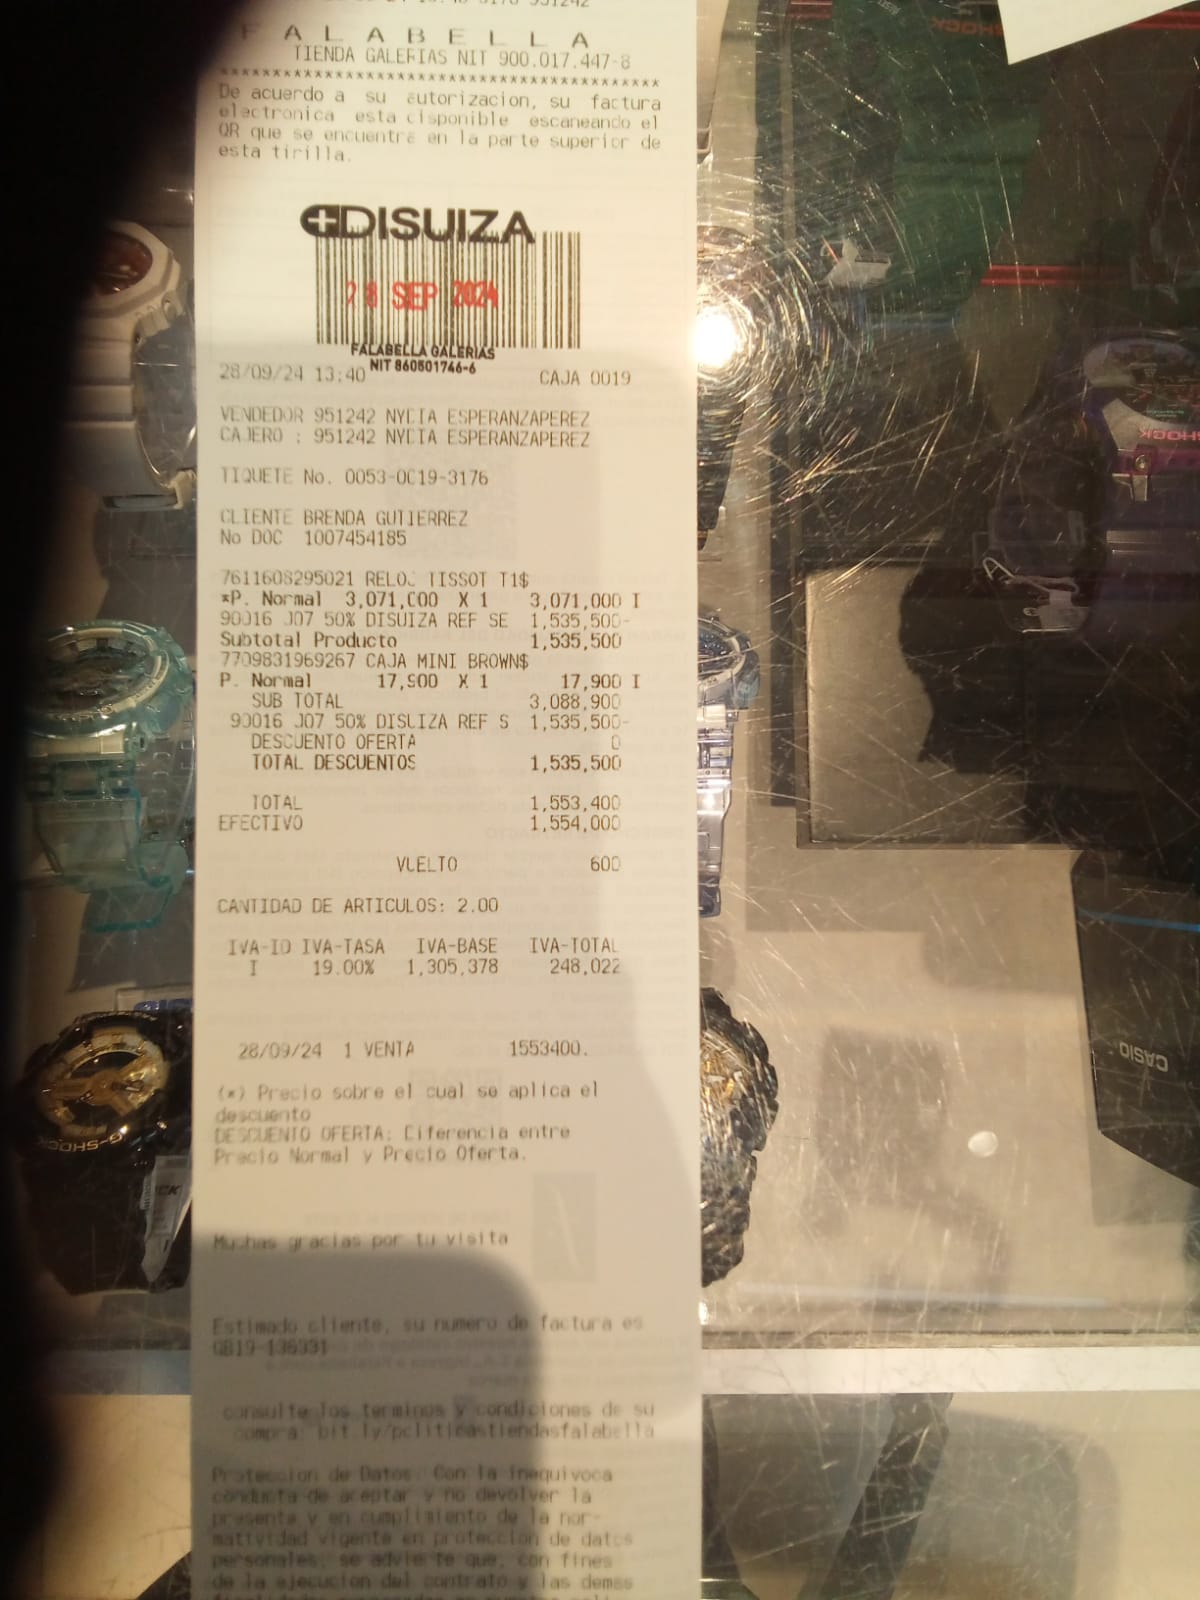 F A L A B E L L A
TIENDA GALERIAS NIT 900.017.447-8
****************************************
De acuerdo a su autorizacion, su factura
electronica esta disponible escaneando el
QR que se encuentra en la parte superior de
esta tirilla.
DISUIZA
28 SEP 2024
FALABELLA GALERIAS
NIT 860501746-6
28/09/24 13:40 CAJA 0019
VENDEDOR 951242 NYDIA ESPERANZAPEREZ
CAJERO : 951242 NYDIA ESPERANZAPEREZ
TIQUETE No. 0053-0019-3176
CLIENTE BRENDA GUTIERREZ
No DOC 1007454185
7611608295021 RELOJ TISSOT T1$
*P. Normal 3,071,000 X 1 3,071,000 I
90016 J07 50% DISUIZA REF SE 1,535,500-
Subtotal Producto 1,535,500
7709831969267 CAJA MINI BROWN$
P. Normal 17,900 X 1 17,900 I
SUB TOTAL 3,088,900
90016 J07 50% DISUIZA REF S 1,535,500-
DESCUENTO OFERTA 0
TOTAL DESCUENTOS 1,535,500
TOTAL 1,553,400
EFECTIVO 1,554,000
VUELTO 600
CANTIDAD DE ARTICULOS: 2.00
IVA-ID IVA-TASA IVA-BASE IVA-TOTAL
I 19.00% 1,305,378 248,022
28/09/24 1 VENTA 1553400.
(*) Precio sobre el cual se aplica el
descuento
DESCUENTO OFERTA: Diferencia entre
Precio Normal y Precio Oferta.
Muchas gracias por tu visita
Estimado cliente, su numero de factura es
GB19-136331
consulte los terminos y condiciones de su
compra: bit.ly/politicastiendasfalabella
Proteccion de Datos: Con la inequivoca
conducta de aceptar y no devolver la
presente y en cumplimiento de la nor-
matividad vigente en proteccion de datos
personales; se advierte que, con fines
de la ejecucion del contrato y las demas
G-SHOCK
CASIO